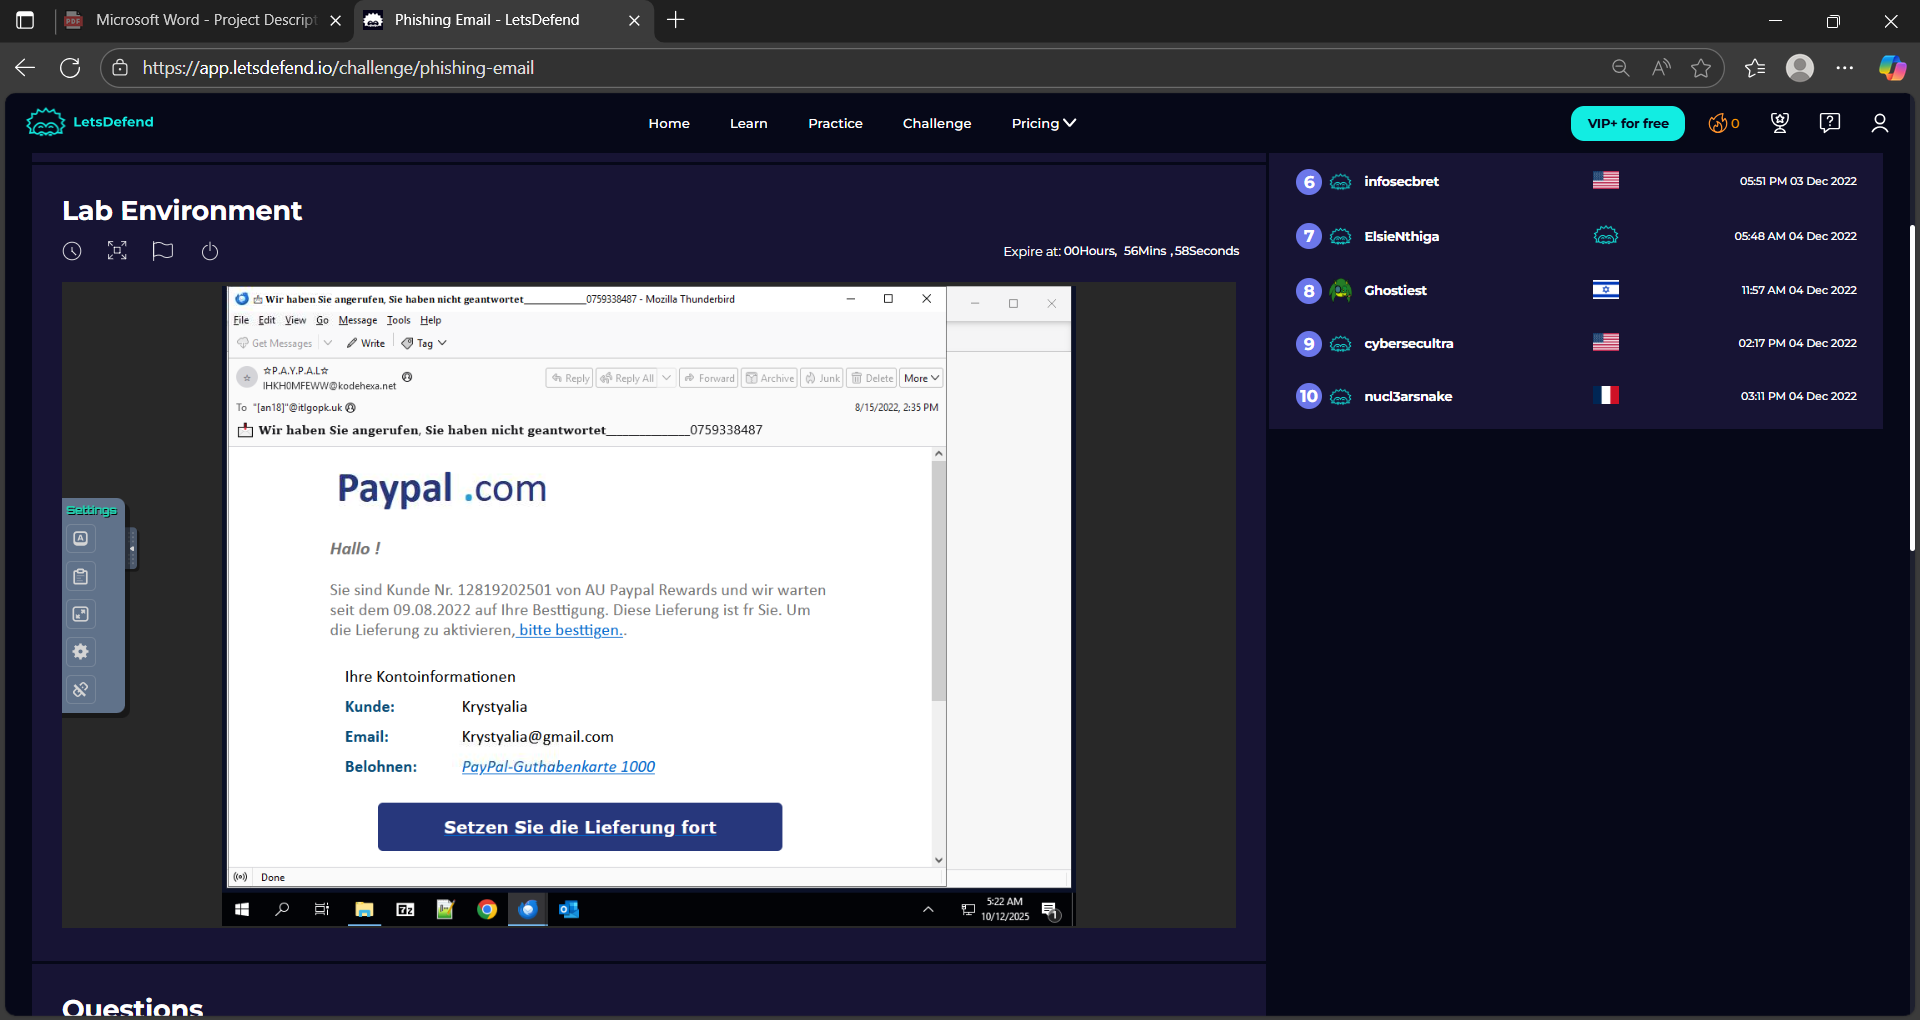 Microsoft Word - Project Descript
Phishing Email - LetsDefend
https://app.letsdefend.io/challenge/phishing-email
LetsDefend
Home
Learn
Practice
Challenge
Pricing
VIP+ for free
0
Lab Environment
Expire at: 00Hours, 56Mins ,58Seconds
6 infosecbret 05:51 PM 03 Dec 2022
7 ElsieNthiga 05:48 AM 04 Dec 2022
8 Ghostiest 11:57 AM 04 Dec 2022
9 cybersecultra 02:17 PM 04 Dec 2022
10 nucl3arsnake 03:11 PM 04 Dec 2022
Wir haben Sie angerufen, Sie haben nicht geantwortet______________0759338487 - Mozilla Thunderbird
File Edit View Go Message Tools Help
Get Messages Write Tag
☆P.A.Y.P.A.L☆
IHKH0MFEWW@kodehexa.net
Reply Reply All Forward Archive Junk Delete More
To "[an18]"@itlgopk.uk
8/15/2022, 2:35 PM
Wir haben Sie angerufen, Sie haben nicht geantwortet______________0759338487
Paypal .com
Hallo !
Sie sind Kunde Nr. 12819202501 von AU Paypal Rewards und wir warten
seit dem 09.08.2022 auf Ihre Besttigung. Diese Lieferung ist fr Sie. Um
die Lieferung zu aktivieren, bitte besttigen..
Ihre Kontoinformationen
Kunde: Krystyalia
Email: Krystyalia@gmail.com
Belohnen: PayPal-Guthabenkarte 1000
Setzen Sie die Lieferung fort
Done
Settings
A
7z
5:22 AM
10/12/2025
1
Questions